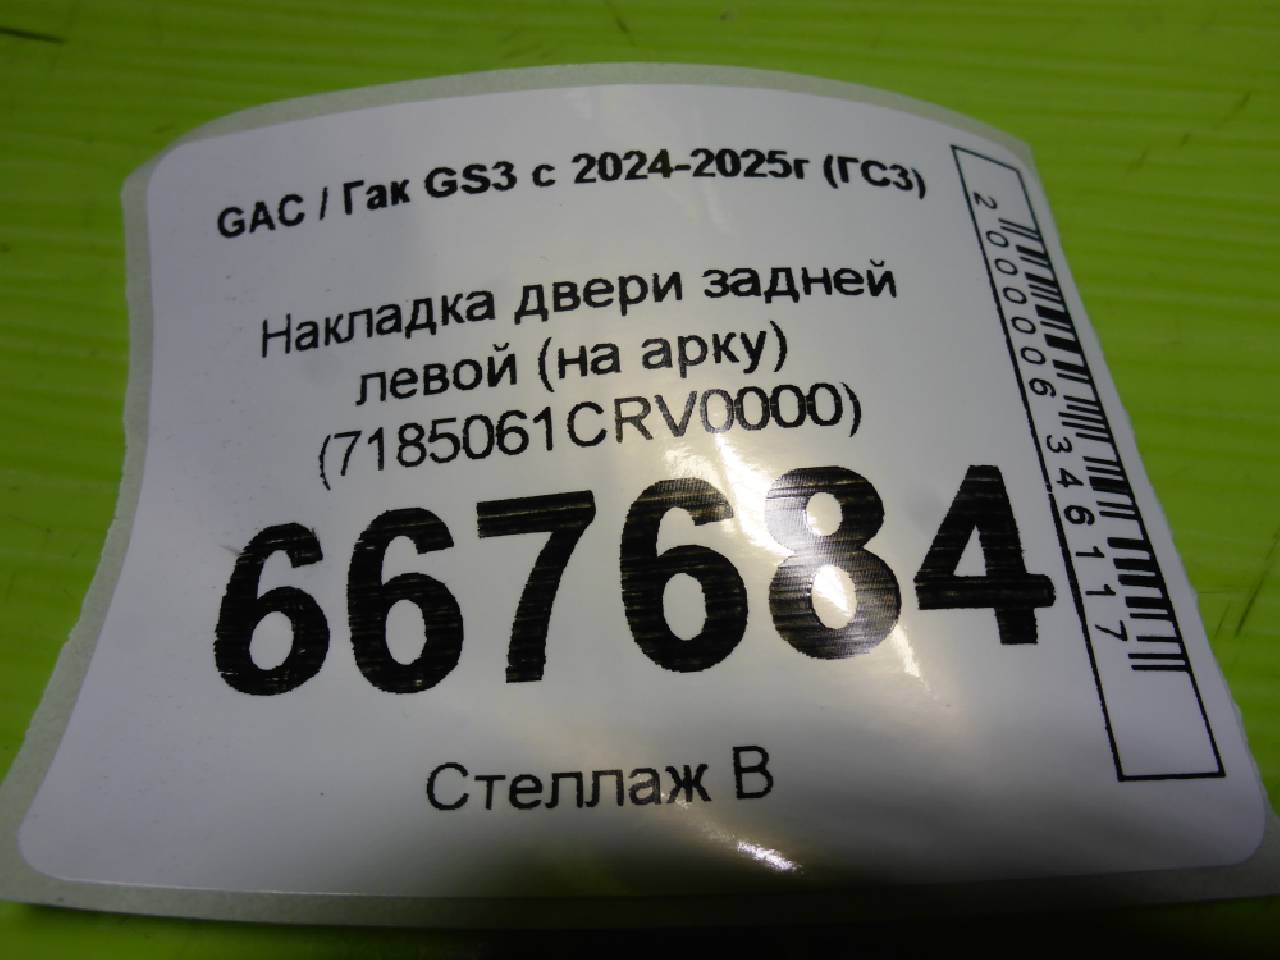 GAC / Гак GS3 с 2024-2025г (ГС3)
Накладка двери задней
левой (на арку)
(7185061CRV0000)
667684
Стеллаж В
2000006346117